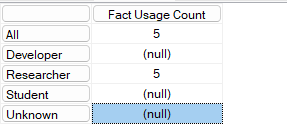 Fact Usage Count
All 5
Developer (null)
Researcher 5
Student (null)
Unknown (null)